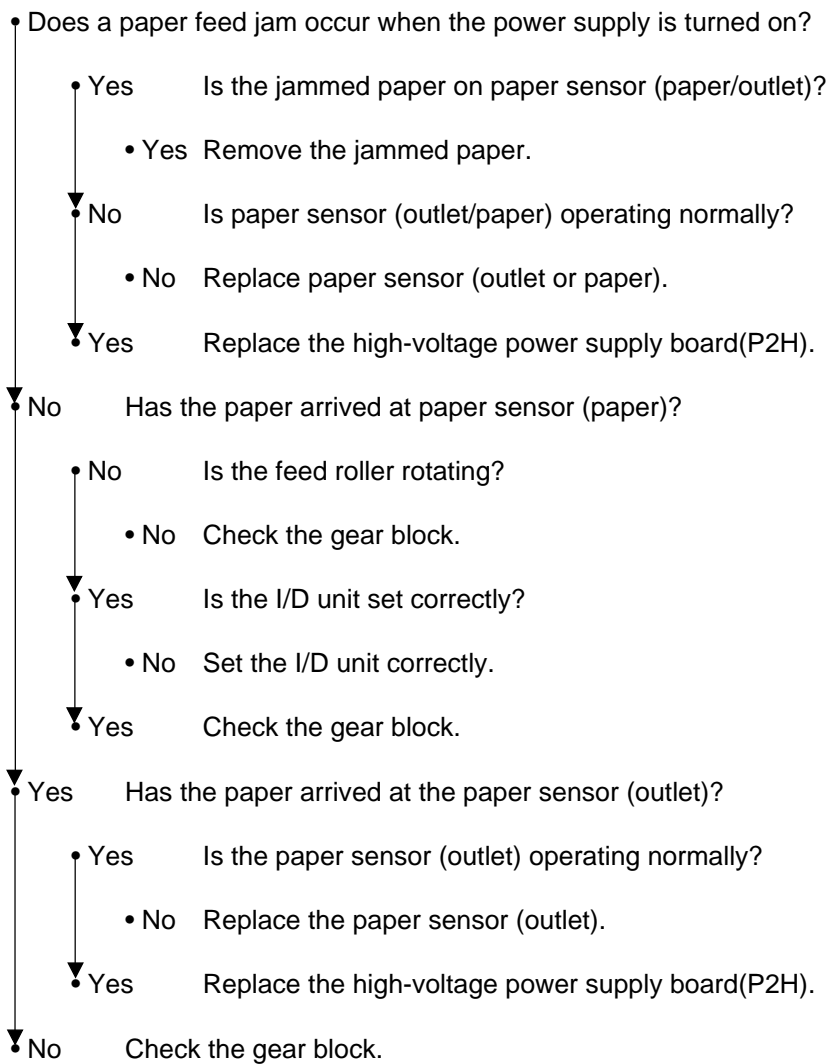 • Does a paper feed jam occur when the power supply is turned on?
• Yes Is the jammed paper on paper sensor (paper/outlet)?
• Yes Remove the jammed paper.
• No Is paper sensor (outlet/paper) operating normally?
• No Replace paper sensor (outlet or paper).
• Yes Replace the high-voltage power supply board(P2H).
• No Has the paper arrived at paper sensor (paper)?
• No Is the feed roller rotating?
• No Check the gear block.
• Yes Is the I/D unit set correctly?
• No Set the I/D unit correctly.
• Yes Check the gear block.
• Yes Has the paper arrived at the paper sensor (outlet)?
• Yes Is the paper sensor (outlet) operating normally?
• No Replace the paper sensor (outlet).
• Yes Replace the high-voltage power supply board(P2H).
• No Check the gear block.